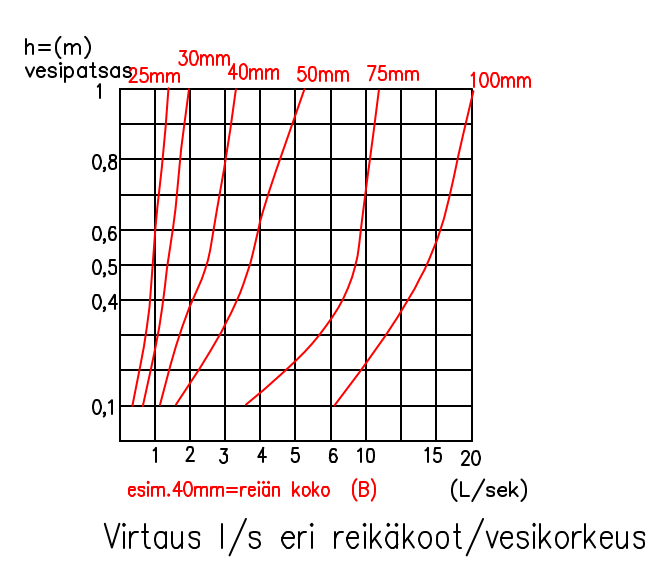 h=(m)
vesipatsas
25mm 30mm 40mm 50mm 75mm 100mm
1
0,8
0,6
0,5
0,4
0,1
1 2 3 4 5 6 10 15 20
esim.40mm=reiän koko (B) (L/sek)
Virtaus l/s eri reikäkoot/vesikorkeus